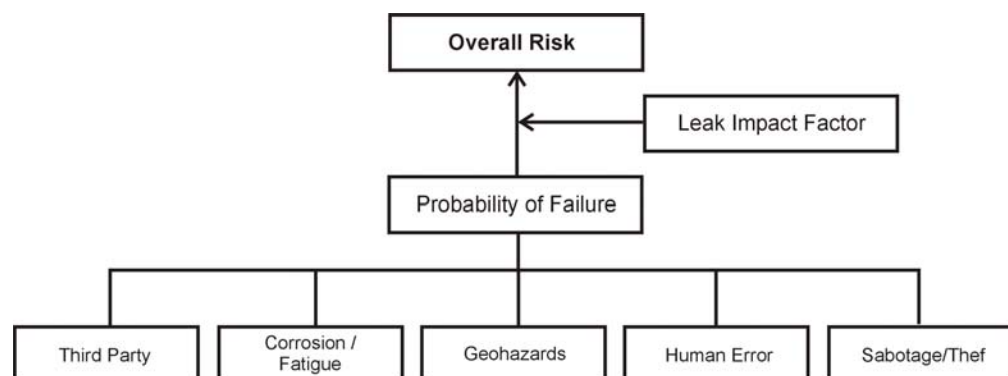 Overall Risk
Leak Impact Factor
Probability of Failure
Third Party
Corrosion /
Fatigue
Geohazards
Human Error
Sabotage/Thef